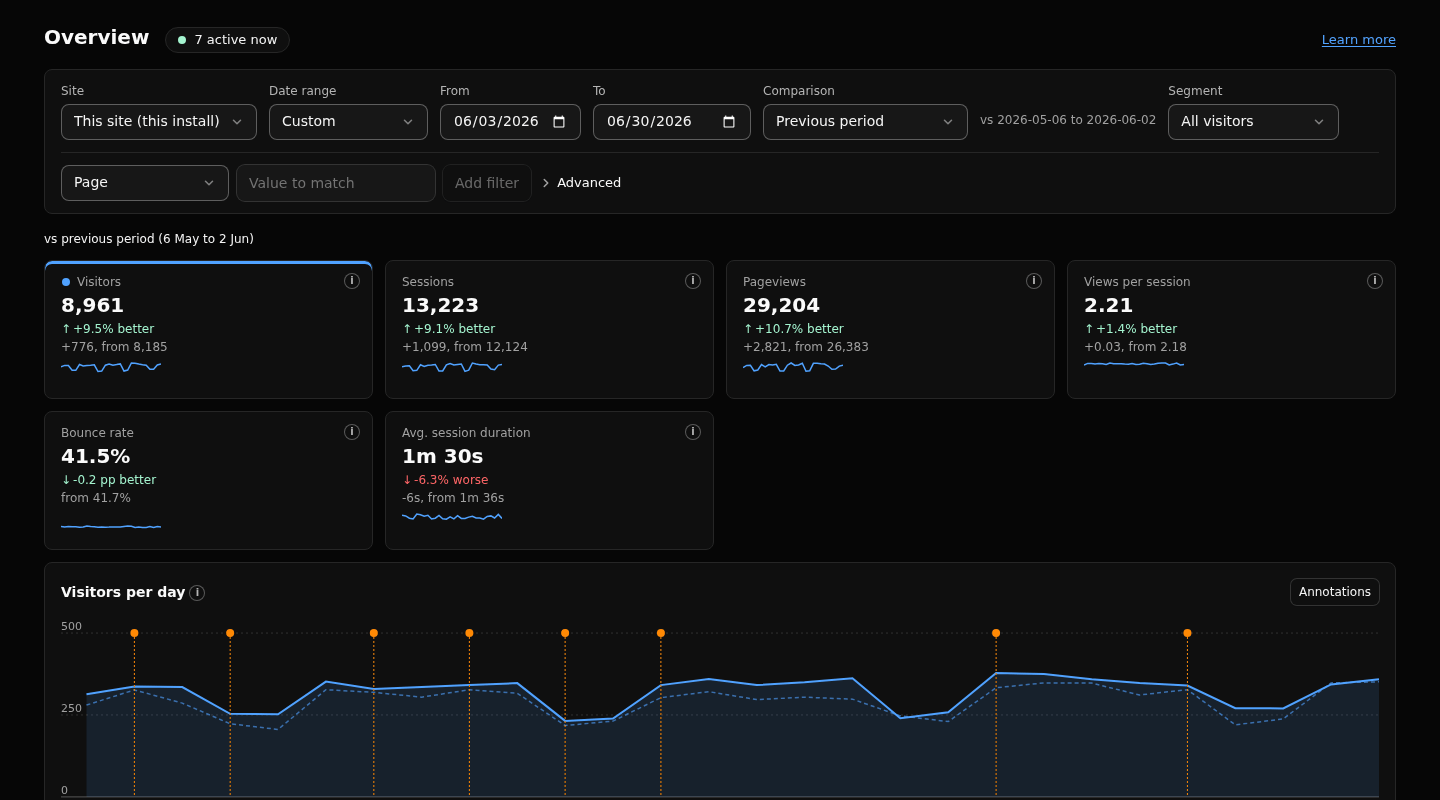 Overview
7 active now
Learn more
Site
Date range
From
To
Comparison
Segment
This site (this install)
Custom
06/03/2026
06/30/2026
Previous period
vs 2026-05-06 to 2026-06-02
All visitors
Page
Value to match
Add filter
Advanced
vs previous period (6 May to 2 Jun)
Visitors
8,961
↑ +9.5% better
+776, from 8,185
Sessions
13,223
↑ +9.1% better
+1,099, from 12,124
Pageviews
29,204
↑ +10.7% better
+2,821, from 26,383
Views per session
2.21
↑ +1.4% better
+0.03, from 2.18
Bounce rate
41.5%
↓ -0.2 pp better
from 41.7%
Avg. session duration
1m 30s
↓ -6.3% worse
-6s, from 1m 36s
Visitors per day
Annotations
500
250
0